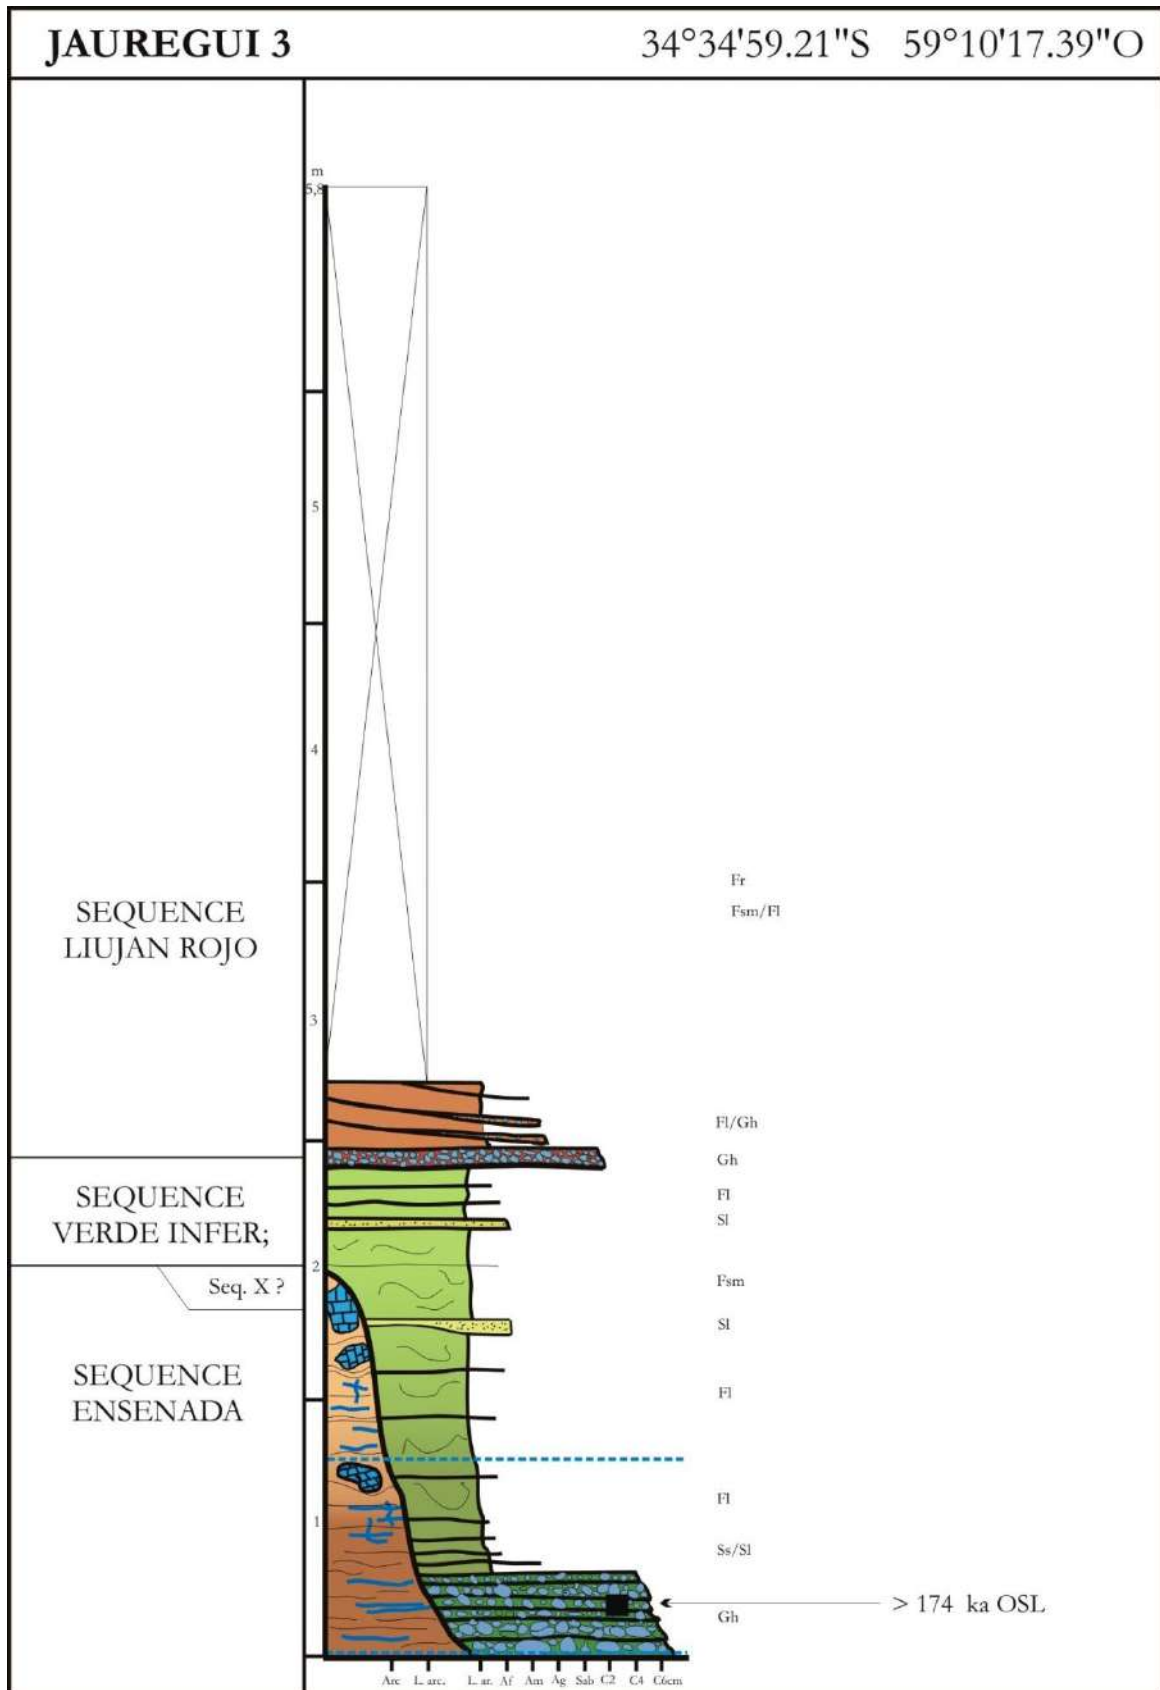 JAUREGUI 3
34°34'59.21"S 59°10'17.39"O
m
5,8
5
4
Fr
SEQUENCE
LIUJAN ROJO
Fsm/Fl
3
Fl/Gh
Gh
SEQUENCE
VERDE INFER;
Fl
Sl
2
Seq. X ?
Fsm
Sl
SEQUENCE
ENSENADA
Fl
Fl
1
Ss/Sl
> 174 ka OSL
Gh
Arc L. arc. L. ar. Af Am Ag Sab C2 C4 C6cm